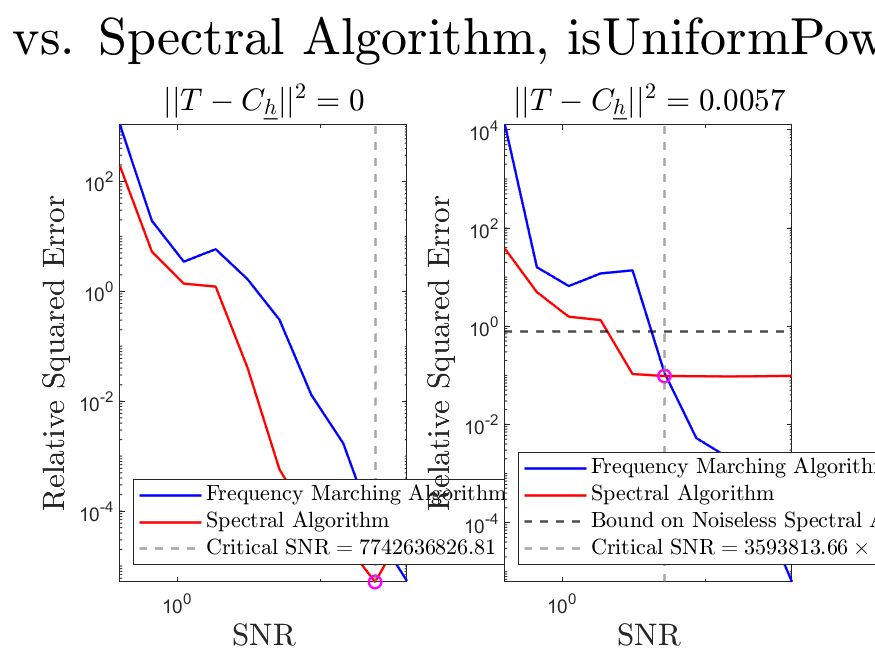 vs. Spectral Algorithm, isUniformPow
||T − C_h||² = 0
||T − C_h||² = 0.0057
Relative Squared Error
10²
10⁰
10⁻²
10⁻⁴
Frequency Marching Algorithm
Spectral Algorithm
Critical SNR = 7742636826.81
10⁰
SNR
Relative Squared Error
10⁴
10²
10⁰
10⁻²
10⁻⁴
Frequency Marching Algorithm
Spectral Algorithm
Bound on Noiseless Spectral A
Critical SNR = 3593813.66 ×
10⁰
SNR